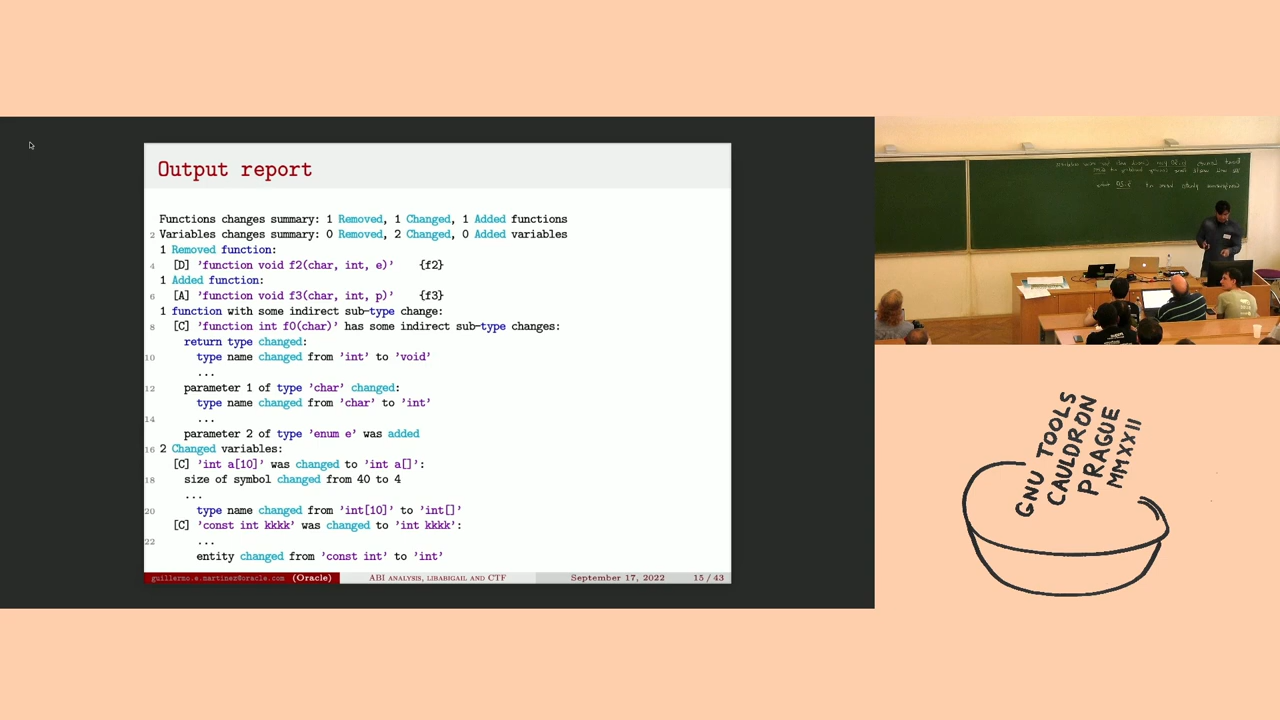 Output report
Functions changes summary: 1 Removed, 1 Changed, 1 Added functions
2 Variables changes summary: 0 Removed, 2 Changed, 0 Added variables
1 Removed function:
4 [D] 'function void f2(char, int, e)' {f2}
1 Added function:
6 [A] 'function void f3(char, int, p)' {f3}
1 function with some indirect sub-type change:
8 [C] 'function int f0(char)' has some indirect sub-type changes:
return type changed:
10 type name changed from 'int' to 'void'
...
12 parameter 1 of type 'char' changed:
type name changed from 'char' to 'int'
14 ...
parameter 2 of type 'enum e' was added
16 2 Changed variables:
[C] 'int a[10]' was changed to 'int a[]':
18 size of symbol changed from 40 to 4
...
20 type name changed from 'int[10]' to 'int[]'
[C] 'const int kkkk' was changed to 'int kkkk':
22 ...
entity changed from 'const int' to 'int'
guillermo.e.martinez@oracle.com (Oracle)
ABI analysis, libabigail and CTF
September 17, 2022
15 / 43
GNU TOOLS
CAULDRON
PRAGUE
MMXXII